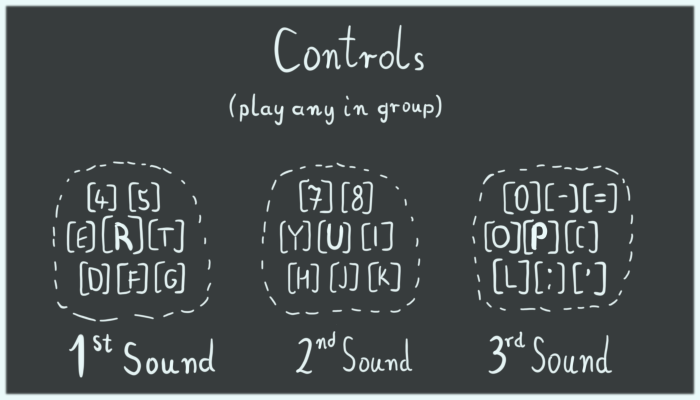 Controls
(play any in group)
[4] [5]
[E] [R] [T]
[D] [F] [G]
1st Sound
[7] [8]
[Y] [U] [I]
[H] [J] [K]
2nd Sound
[0] [-] [=]
[O] [P] [[]
[L] [;] [']
3rd Sound